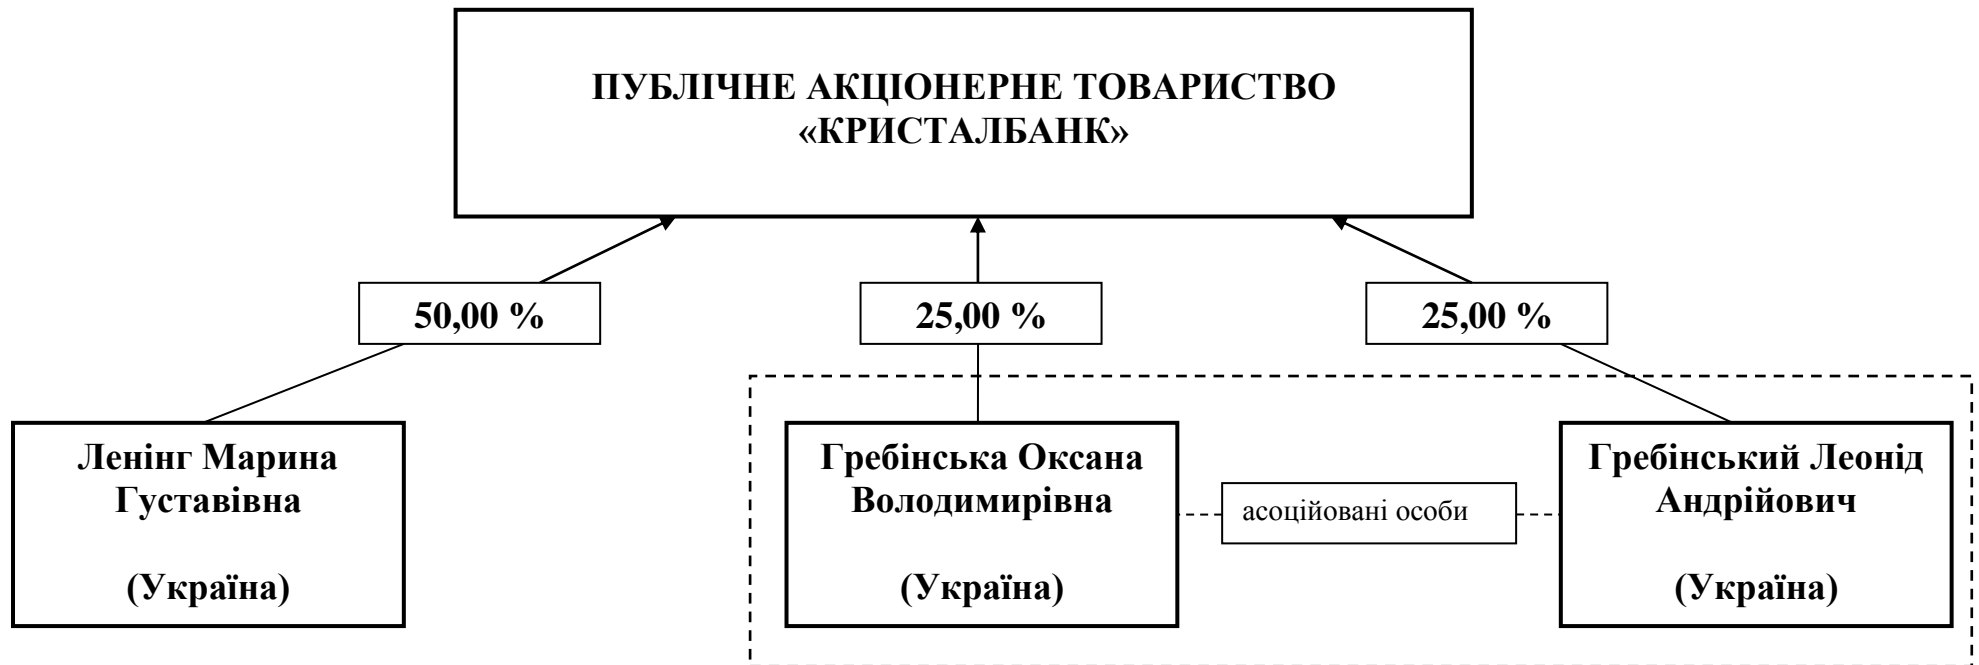 ПУБЛІЧНЕ АКЦІОНЕРНЕ ТОВАРИСТВО
«КРИСТАЛБАНК»
50,00 %
25,00 %
25,00 %
Ленінг Марина
Густавівна
(Україна)
Гребінська Оксана
Володимирівна
(Україна)
асоційовані особи
Гребінський Леонід
Андрійович
(Україна)